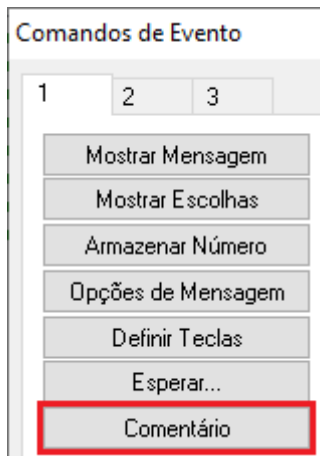 Comandos de Evento
1 2 3
Mostrar Mensagem
Mostrar Escolhas
Armazenar Número
Opções de Mensagem
Definir Teclas
Esperar...
Comentário